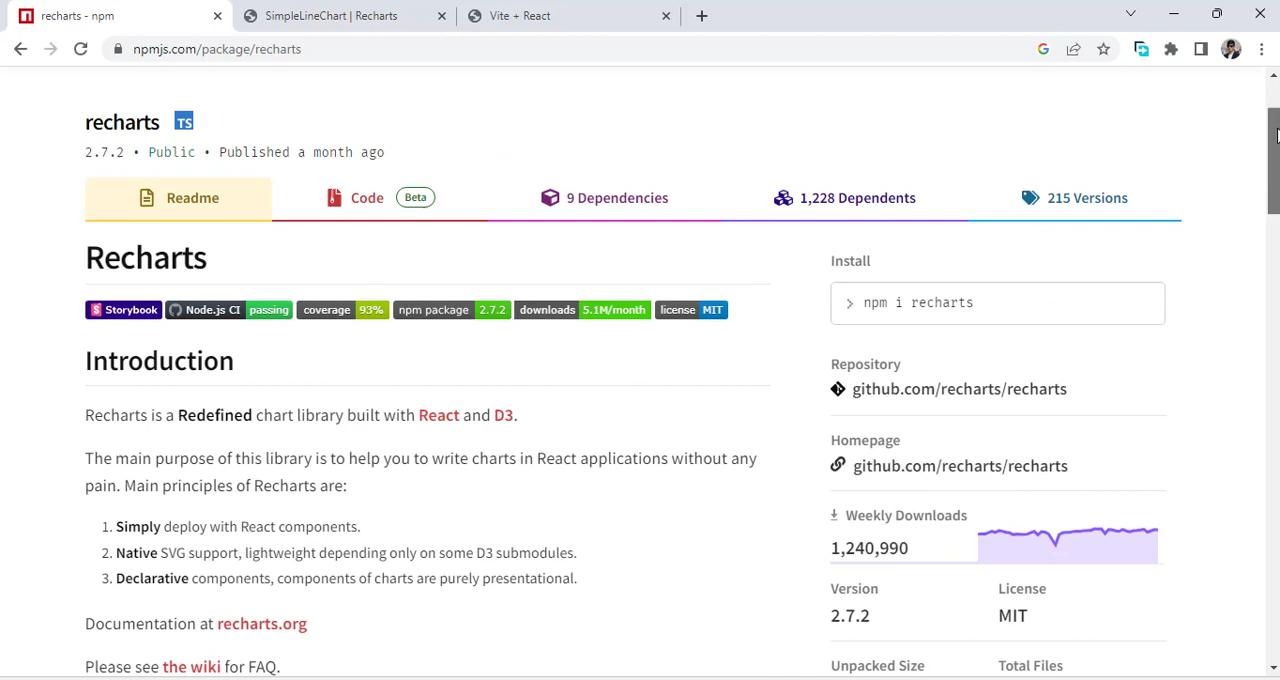 recharts - npm
SimpleLineChart | Recharts
Vite + React
npmjs.com/package/recharts
recharts TS
2.7.2 • Public • Published a month ago
Readme
Code Beta
9 Dependencies
1,228 Dependents
215 Versions
Recharts
Storybook Node.js CI passing coverage 93% npm package 2.7.2 downloads 5.1M/month license MIT
Introduction
Recharts is a Redefined chart library built with React and D3.
The main purpose of this library is to help you to write charts in React applications without any
pain. Main principles of Recharts are:
1. Simply deploy with React components.
2. Native SVG support, lightweight depending only on some D3 submodules.
3. Declarative components, components of charts are purely presentational.
Documentation at recharts.org
Please see the wiki for FAQ.
Install
> npm i recharts
Repository
github.com/recharts/recharts
Homepage
github.com/recharts/recharts
Weekly Downloads
1,240,990
Version
License
2.7.2
MIT
Unpacked Size
Total Files